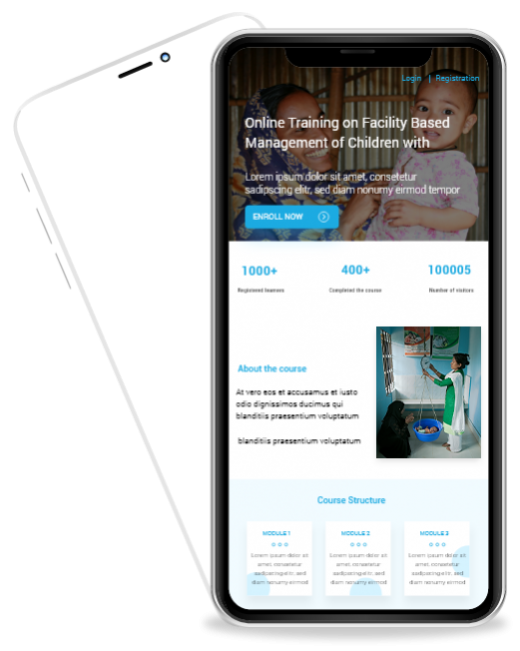 Login | Registration
Online Training on Facility Based
Management of Children with
Lorem ipsum dolor sit amet, consetetur
sadipscing elitr, sed diam nonumy eirmod tempor
ENROLL NOW
1000+ 400+ 100005
Registered learners Completed the course Number of visitors
About the course
At vero eos et accusamus et iusto
odio dignissimos ducimus qui
blanditiis praesentium voluptatum
blanditiis praesentium voluptatum
Course Structure
MODULE 1
Lorem ipsum dolor sit
amet, consetetur
sadipscing elitr, sed
diam nonumy eirmod
MODULE 2
Lorem ipsum dolor sit
amet, consetetur
sadipscing elitr, sed
diam nonumy eirmod
MODULE 3
Lorem ipsum dolor sit
amet, consetetur
sadipscing elitr, sed
diam nonumy eirmod